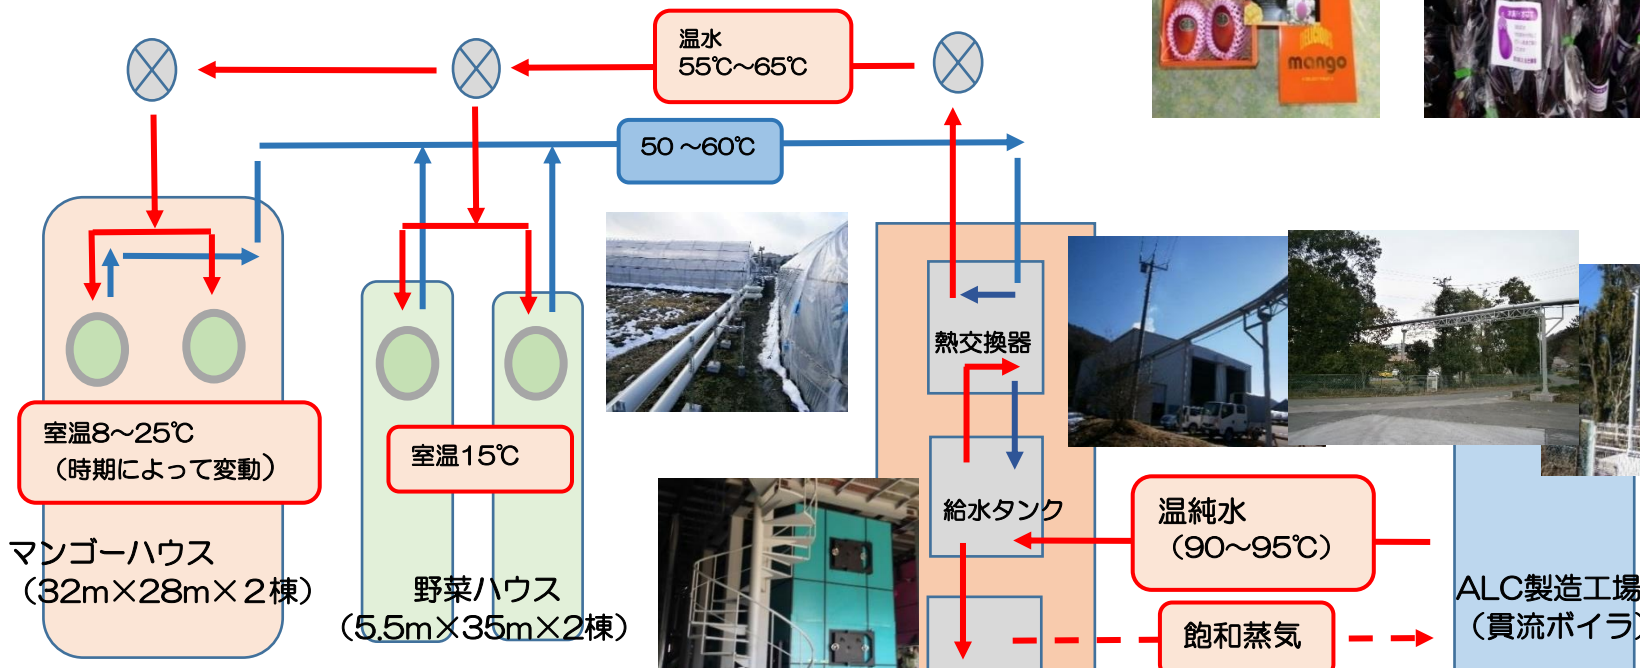 DELICIOUS
mango
温水
55℃～65℃
50～60℃
熱交換器
室温8～25℃
（時期によって変動）
室温15℃
給水タンク
温純水
（90～95℃）
マンゴーハウス
（32m×28m×２棟）
野菜ハウス
（5.5m×35m×2棟）
ALC製造工場
（貫流ボイラ）
飽和蒸気